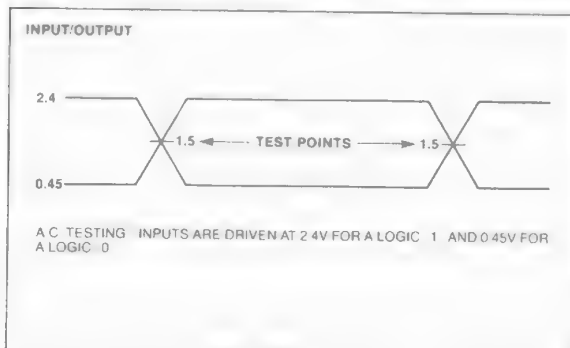 INPUT/OUTPUT
2.4
1.5 TEST POINTS 1.5
0.45
A C TESTING INPUTS ARE DRIVEN AT 2 4V FOR A LOGIC 1 AND 0 45V FOR
A LOGIC 0